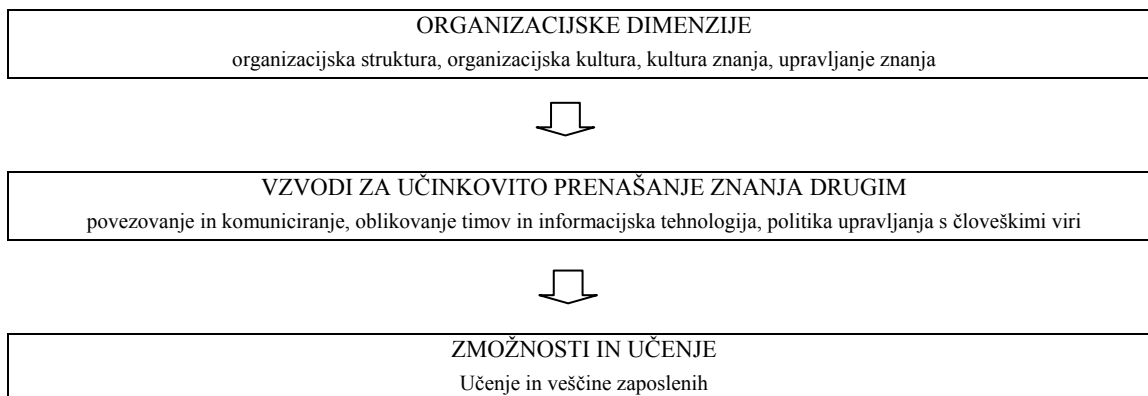 ORGANIZACIJSKE DIMENZIJE
organizacijska struktura, organizacijska kultura, kultura znanja, upravljanje znanja
VZVODI ZA UČINKOVITO PRENAŠANJE ZNANJA DRUGIM
povezovanje in komuniciranje, oblikovanje timov in informacijska tehnologija, politika upravljanja s človeškimi viri
ZMOŽNOSTI IN UČENJE
Učenje in veščine zaposlenih